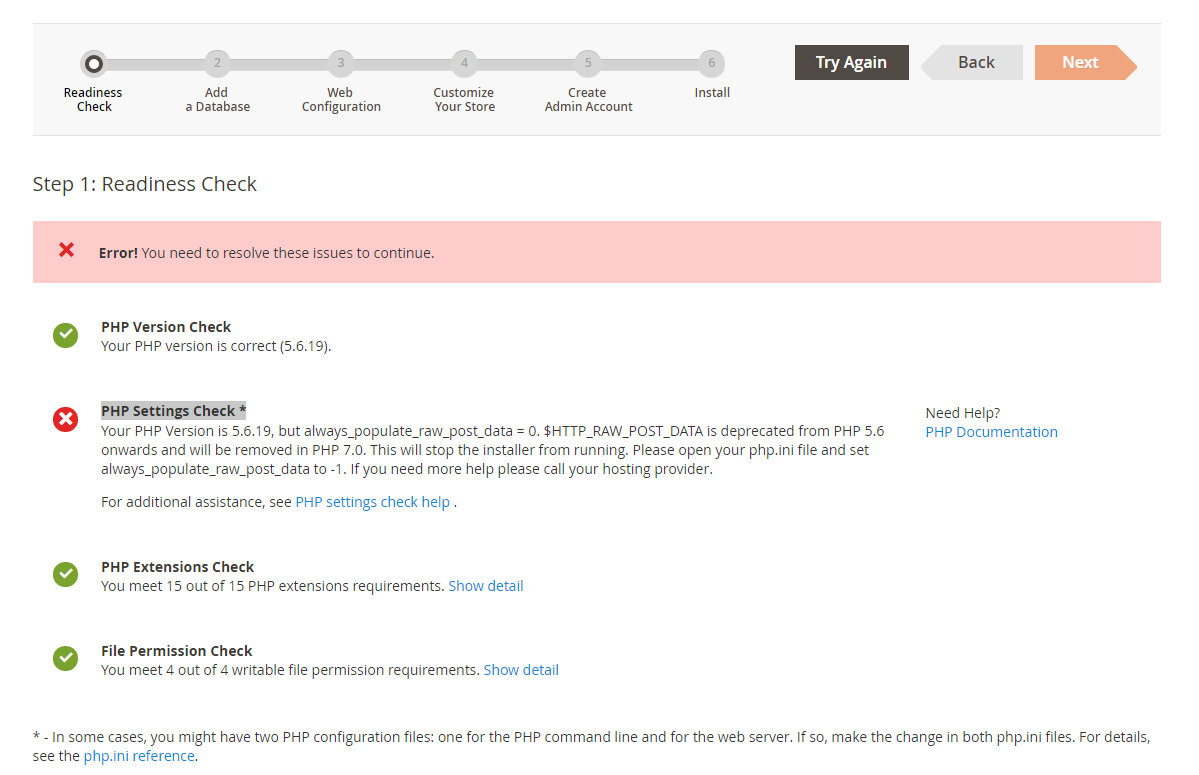 2
3
4
5
6
Readiness
Check
Add
a Database
Web
Configuration
Customize
Your Store
Create
Admin Account
Install
Try Again
Back
Next
Step 1: Readiness Check
Error! You need to resolve these issues to continue.
PHP Version Check
Your PHP version is correct (5.6.19).
PHP Settings Check *
Your PHP Version is 5.6.19, but always_populate_raw_post_data = 0. $HTTP_RAW_POST_DATA is deprecated from PHP 5.6
onwards and will be removed in PHP 7.0. This will stop the installer from running. Please open your php.ini file and set
always_populate_raw_post_data to -1. If you need more help please call your hosting provider.
For additional assistance, see PHP settings check help .
Need Help?
PHP Documentation
PHP Extensions Check
You meet 15 out of 15 PHP extensions requirements. Show detail
File Permission Check
You meet 4 out of 4 writable file permission requirements. Show detail
* - In some cases, you might have two PHP configuration files: one for the PHP command line and for the web server. If so, make the change in both php.ini files. For details,
see the php.ini reference.